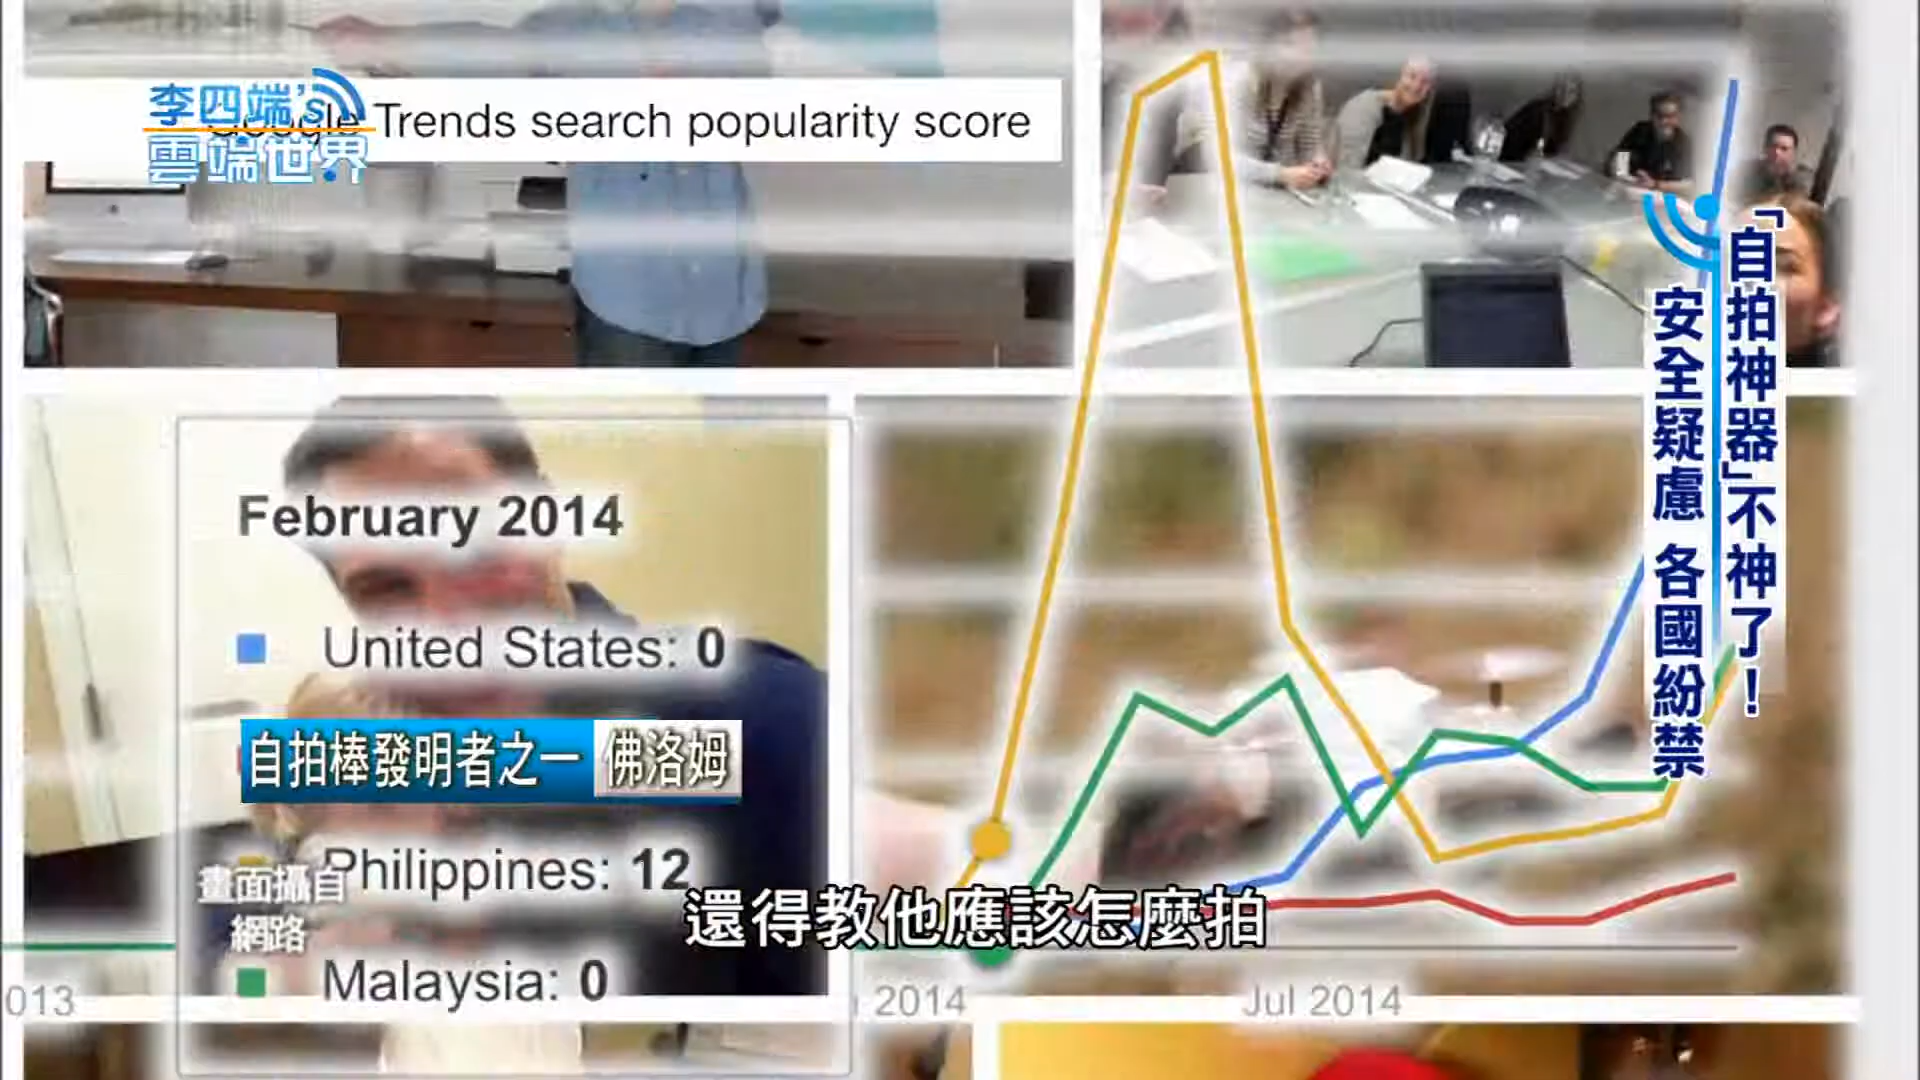 李四端's
雲端世界
Google Trends search popularity score
「自拍神器」不神了！
安全疑慮 各國紛禁
February 2014
United States: 0
自拍棒發明者之一 佛洛姆
Philippines: 12
畫面攝自
網路
還得教他應該怎麼拍
Malaysia: 0
013
2014
Jul 2014